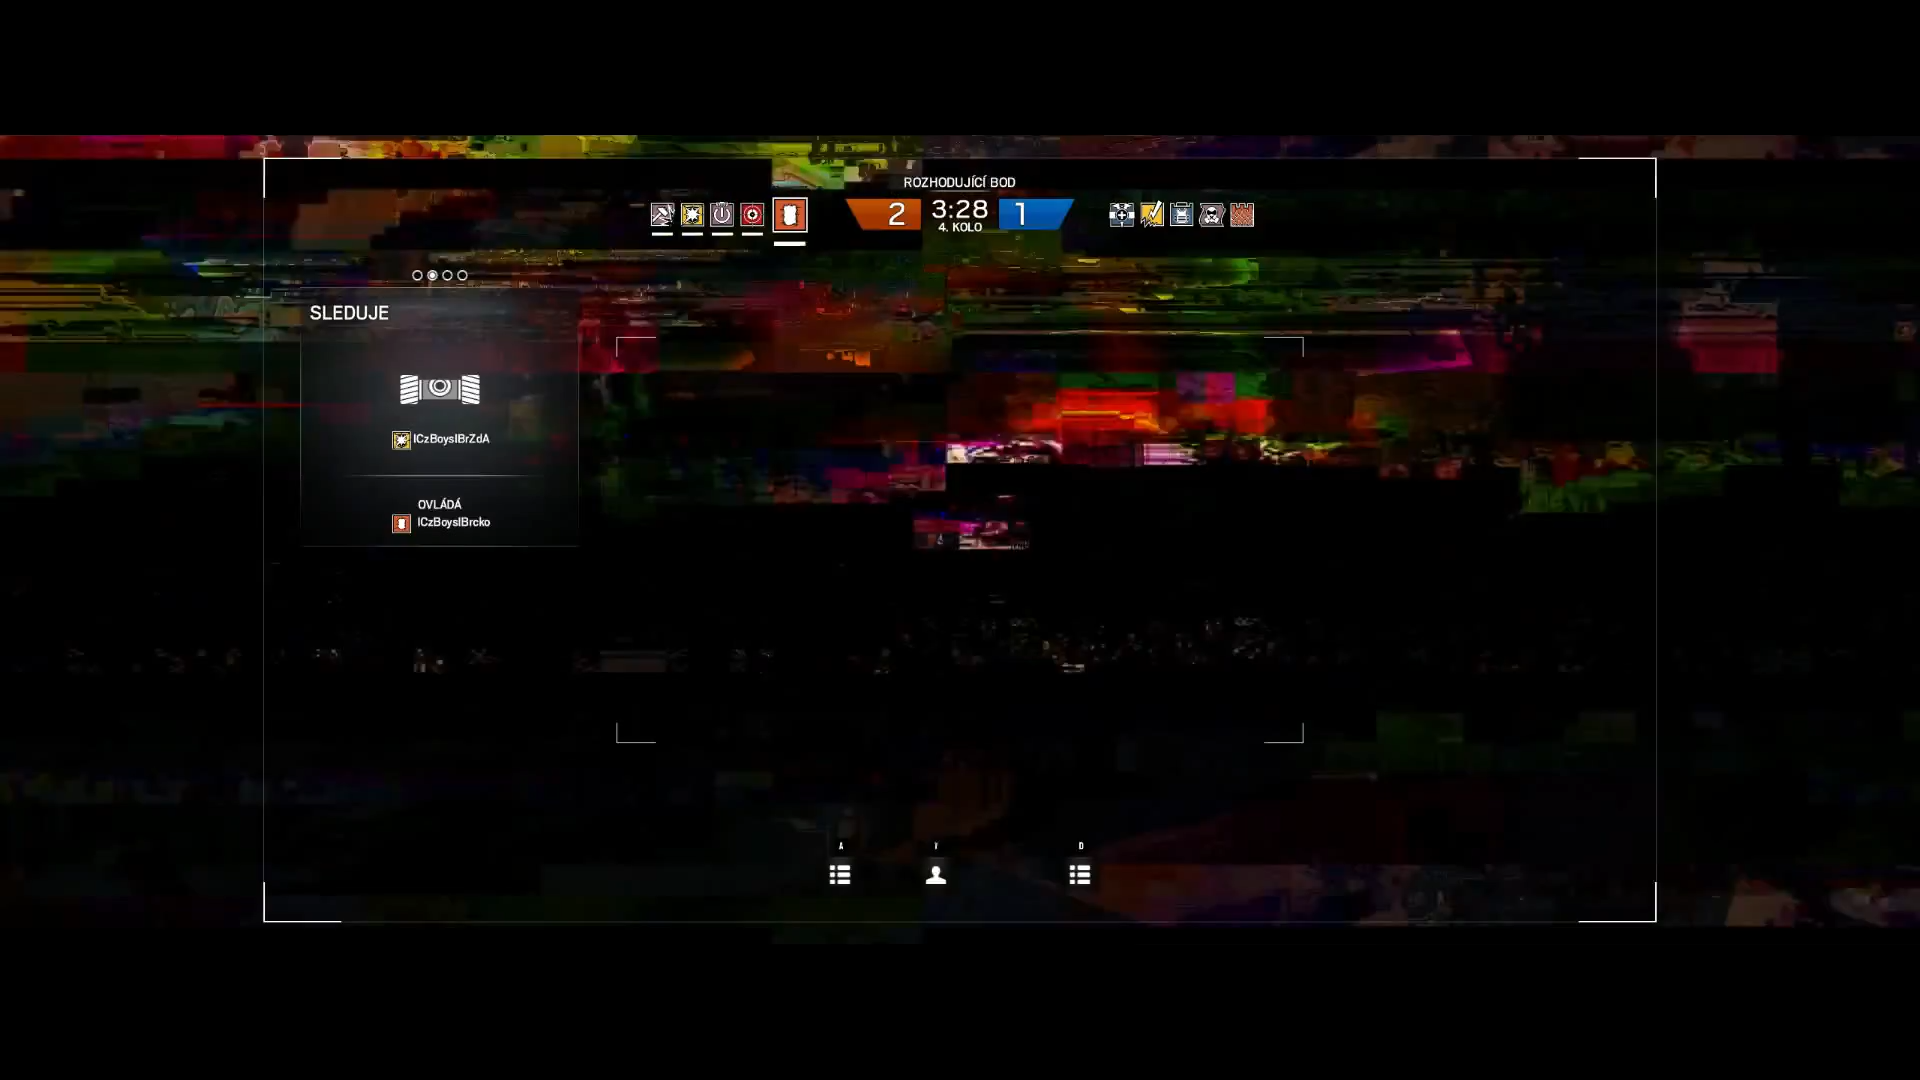 ROZHODUJÍCÍ BOD
2
3:28
1
4. KOLO
SLEDUJE
ICzBoysIBrZdA
OVLÁDÁ
ICzBoysIBrcko
A
V
D